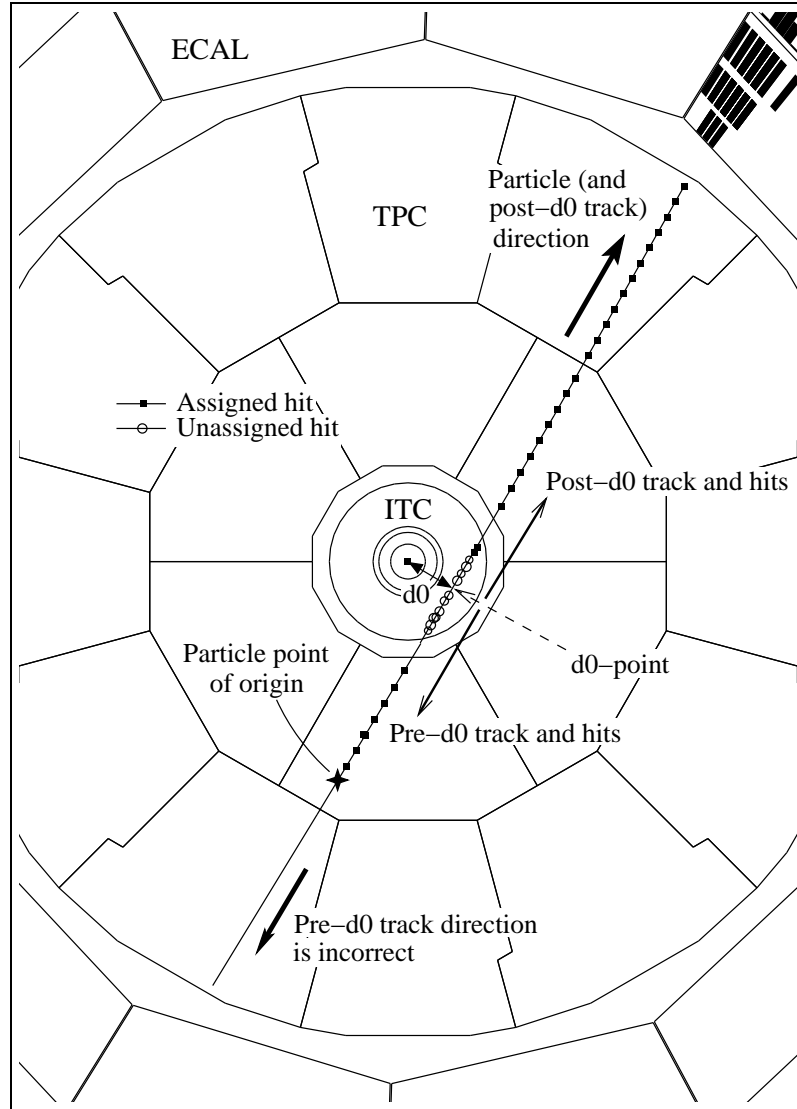 ECAL
Particle (and
post−d0 track)
direction
TPC
Assigned hit
Unassigned hit
Post−d0 track and hits
ITC
d0
Particle point
of origin
d0−point
Pre−d0 track and hits
Pre−d0 track direction
is incorrect